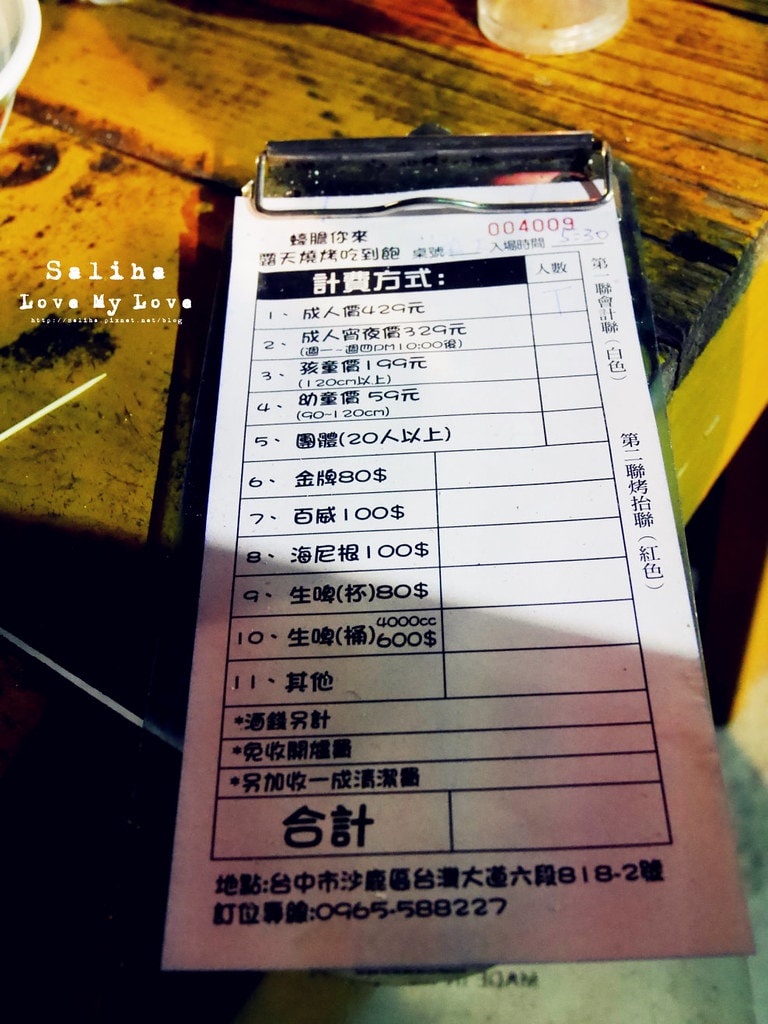 004009
蠔膽你來
露天燒烤吃到飽 桌號 入場時間 5:30
計費方式: 人數
1、成人價429元
2、成人宵夜價329元
(週一~週四PM10:00後)
3、孩童價199元
(120cm以上)
4、幼童價59元
(90~120cm)
5、團體(20人以上)
6、金牌80$
7、百威100$
8、海尼根100$
9、生啤(杯)80$
10、生啤(桶)4000cc 600$
11、其他
*酒錢另計
*免收開爐費
*另加收一成清潔費
合計
地點:台中市沙鹿區台灣大道六段818-2號
訂位專線:0965-588227
第一聯會計聯(白色)
第二聯烤抬聯(紅色)
Saliha
Love My Love
http://saliha.pixnet.net/blog